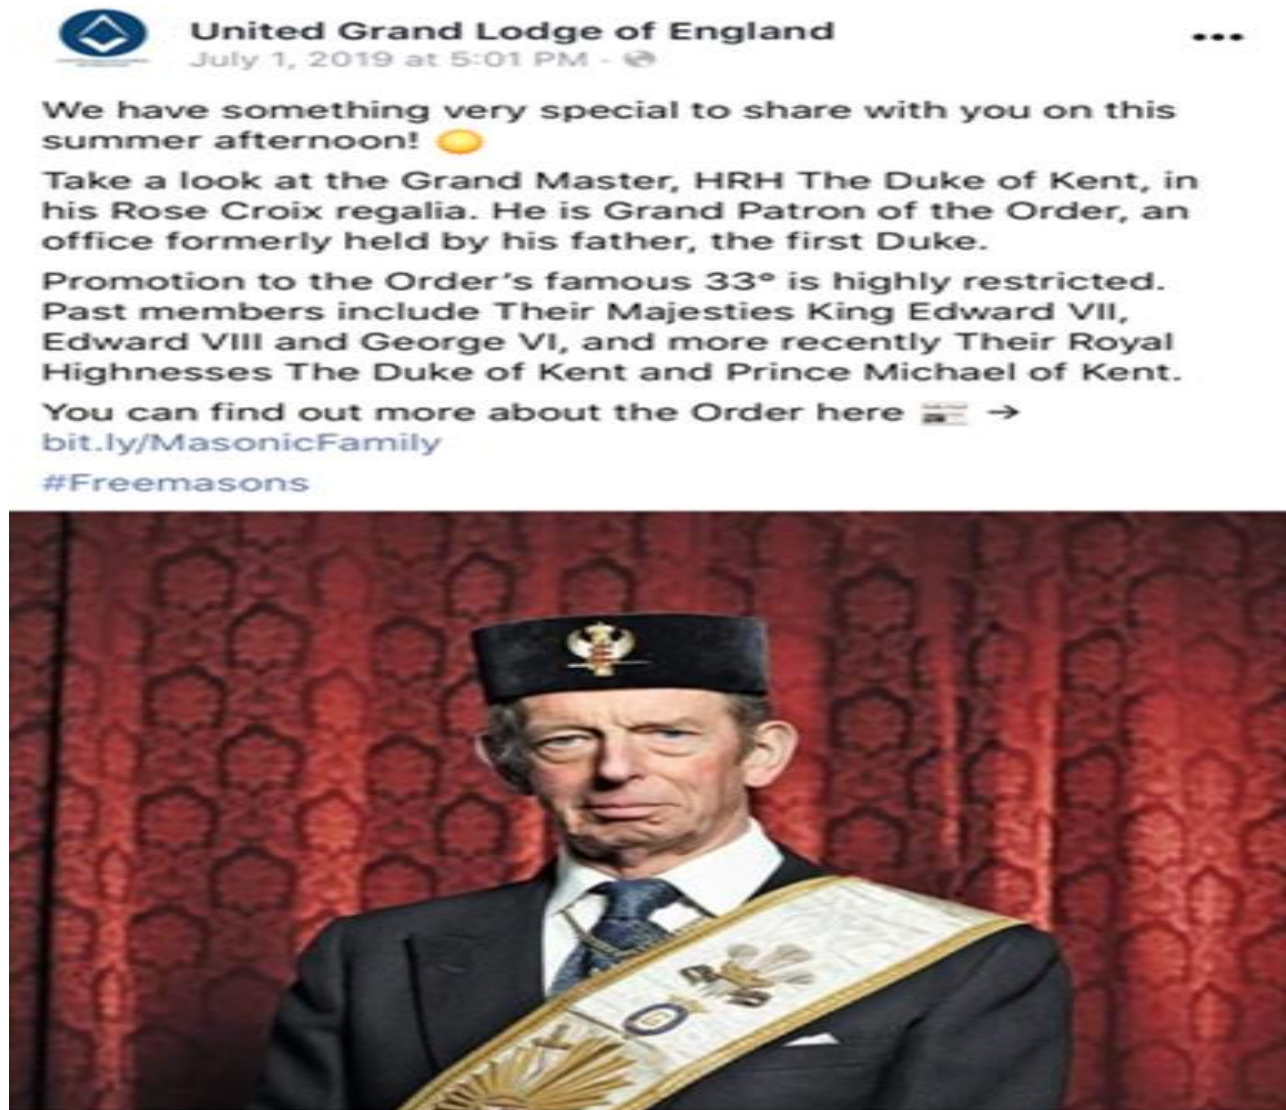 United Grand Lodge of England
July 1, 2019 at 5:01 PM ·
We have something very special to share with you on this
summer afternoon!
Take a look at the Grand Master, HRH The Duke of Kent, in
his Rose Croix regalia. He is Grand Patron of the Order, an
office formerly held by his father, the first Duke.
Promotion to the Order's famous 33° is highly restricted.
Past members include Their Majesties King Edward VII,
Edward VIII and George VI, and more recently Their Royal
Highnesses The Duke of Kent and Prince Michael of Kent.
You can find out more about the Order here →
bit.ly/MasonicFamily
#Freemasons